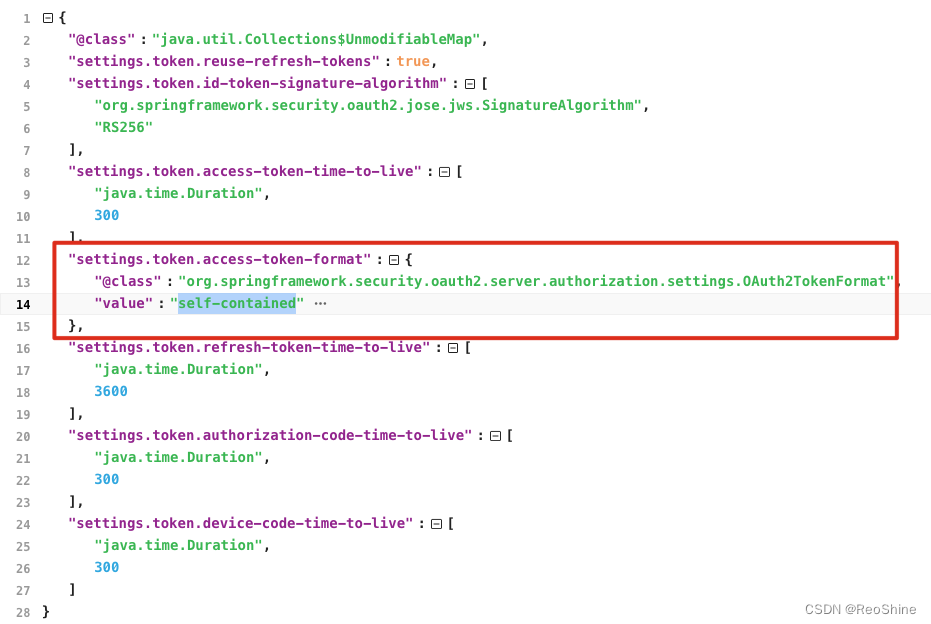 1 {
2 "@class":"java.util.Collections$UnmodifiableMap",
3 "settings.token.reuse-refresh-tokens":true,
4 "settings.token.id-token-signature-algorithm":[
5 "org.springframework.security.oauth2.jose.jws.SignatureAlgorithm",
6 "RS256"
7 ],
8 "settings.token.access-token-time-to-live":[
9 "java.time.Duration",
10 300
11 ],
12 "settings.token.access-token-format":{
13 "@class":"org.springframework.security.oauth2.server.authorization.settings.OAuth2TokenFormat",
14 "value":"self-contained" ···
15 },
16 "settings.token.refresh-token-time-to-live":[
17 "java.time.Duration",
18 3600
19 ],
20 "settings.token.authorization-code-time-to-live":[
21 "java.time.Duration",
22 300
23 ],
24 "settings.token.device-code-time-to-live":[
25 "java.time.Duration",
26 300
27 ]
28 }
CSDN @ReoShine